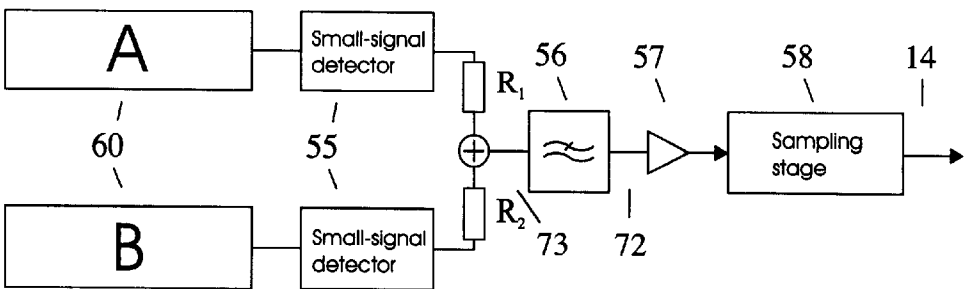 A
Small-signal
detector
R1
56
57
58
14
60
55
Sampling
stage
B
Small-signal
detector
R2
73
72